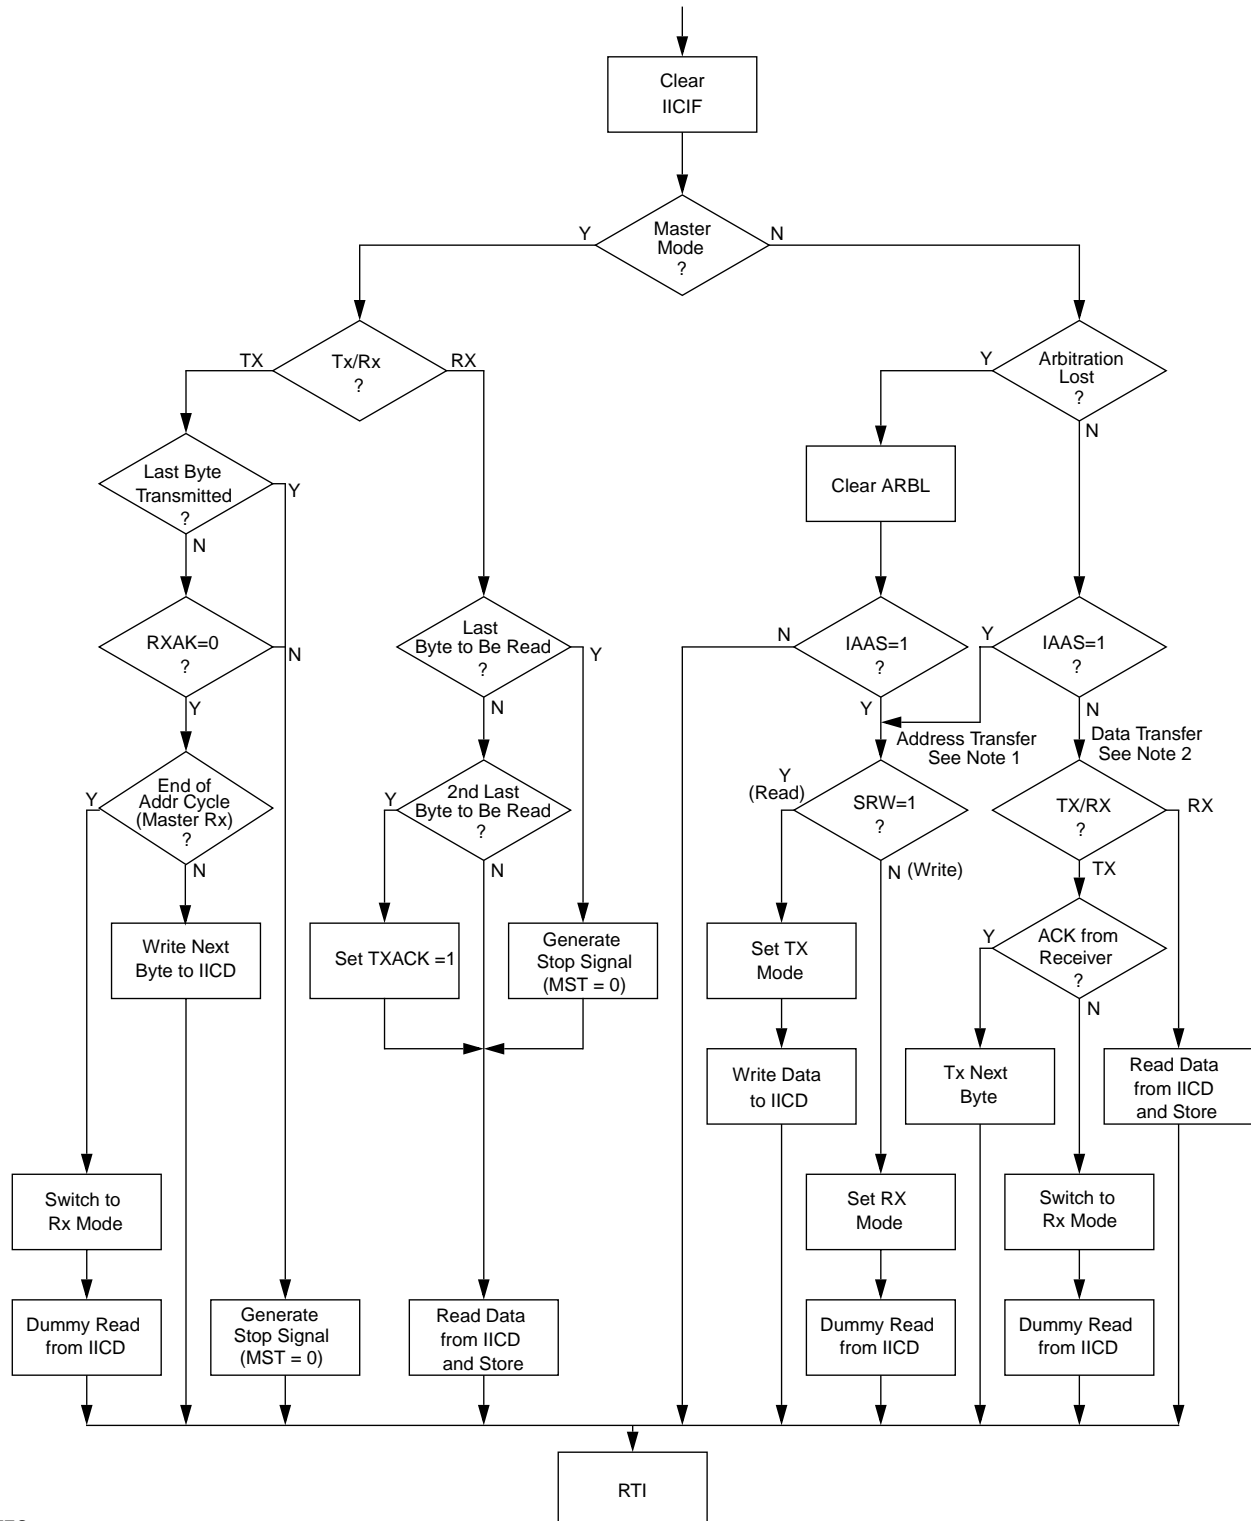 Clear
IICIF
Master
Mode
?
Y
N
Tx/Rx
?
TX
RX
Arbitration
Lost
?
Y
N
Last Byte
Transmitted
?
Y
N
Clear ARBL
RXAK=0
?
N
Y
Last
Byte to Be Read
?
Y
N
IAAS=1
?
N
Y
IAAS=1
?
Y
N
Address Transfer
See Note 1
Data Transfer
See Note 2
End of
Addr Cycle
(Master Rx)
?
Y
N
2nd Last
Byte to Be Read
?
Y
N
SRW=1
?
Y
(Read)
N (Write)
TX/RX
?
RX
TX
Write Next
Byte to IICD
Set TXACK =1
Generate
Stop Signal
(MST = 0)
Set TX
Mode
ACK from
Receiver
?
Y
N
Write Data
to IICD
Tx Next
Byte
Read Data
from IICD
and Store
Switch to
Rx Mode
Set RX
Mode
Switch to
Rx Mode
Dummy Read
from IICD
Generate
Stop Signal
(MST = 0)
Read Data
from IICD
and Store
Dummy Read
from IICD
Dummy Read
from IICD
RTI